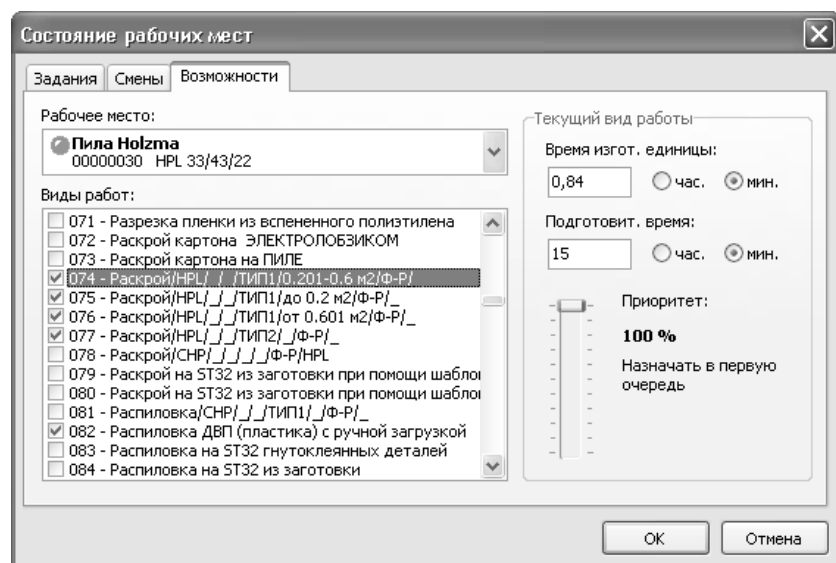 Состояние рабочих мест
Задания Смены Возможности
Рабочее место:
Пила Holzma
00000030 HPL 33/43/22
Виды работ:
071 - Разрезка пленки из вспененного полиэтилена
072 - Раскрой картона ЭЛЕКТРОЛОБЗИКОМ
073 - Раскрой картона на ПИЛЕ
074 - Раскрой/HPL/_/_/ТИП1/0.201-0.6 м2/Ф-Р/
075 - Раскрой/HPL/_/_/ТИП1/до 0.2 м2/Ф-Р/_
076 - Раскрой/HPL/_/_/ТИП1/от 0.601 м2/Ф-Р/_
077 - Раскрой/HPL/_/_/ТИП2/_/Ф-Р/_
078 - Раскрой/CHP/_/_/_/_/Ф-Р/HPL
079 - Раскрой на ST32 из заготовки при помощи шабло
080 - Раскрой на ST32 из заготовки при помощи шабло
081 - Распиловка/CHP/_/_/ТИП1/_/Ф-Р/_
082 - Распиловка ДВП (пластика) с ручной загрузкой
083 - Распиловка на ST32 гнутоклеянных деталей
084 - Распиловка на ST32 из заготовки
Текущий вид работы
Время изгот. единицы:
0,84 час. мин.
Подготовит. время:
15 час. мин.
Приоритет:
100 %
Назначать в первую
очередь
ОК Отмена